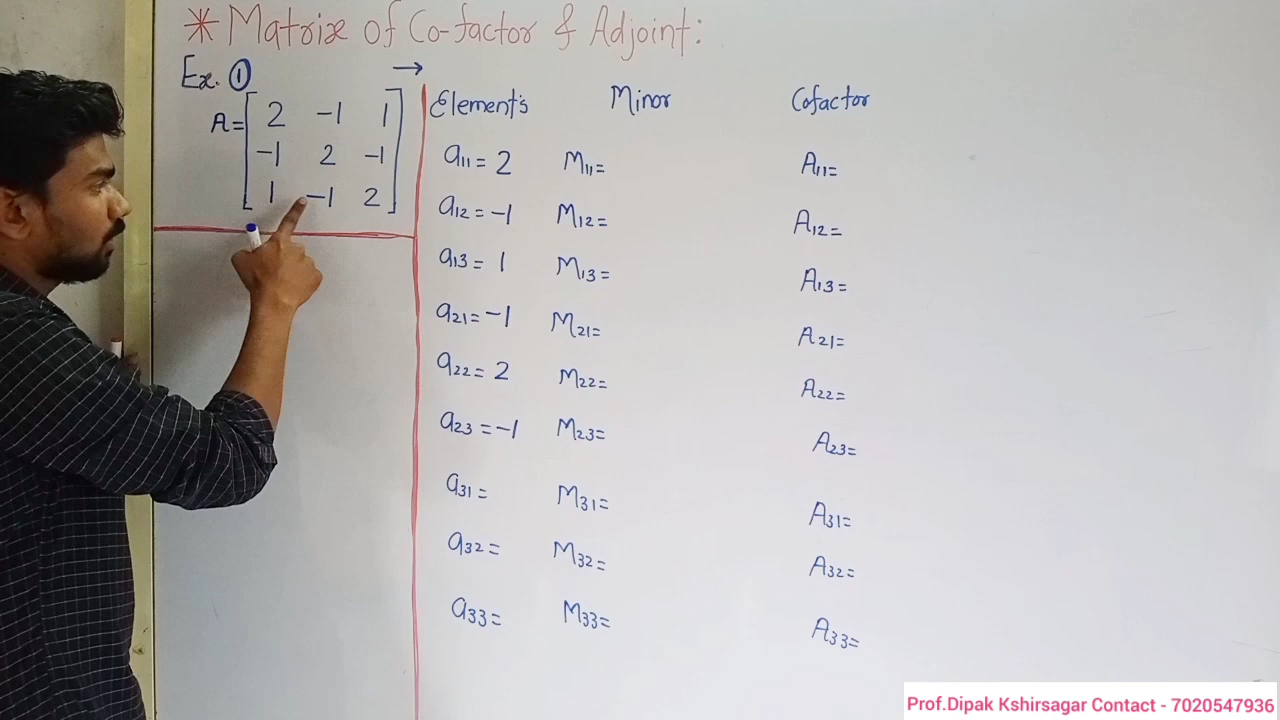 * Matrix of Co-factor & Adjoint:
Ex. ① →
A = [ 2 -1 1
-1 2 -1
1 -1 2 ]
Element's Minor Cofactor
a11 = 2 M11 = A11 =
a12 = -1 M12 = A12 =
a13 = 1 M13 = A13 =
a21 = -1 M21 = A21 =
a22 = 2 M22 = A22 =
a23 = -1 M23 = A23 =
a31 = M31 = A31 =
a32 = M32 = A32 =
a33 = M33 = A33 =
Prof.Dipak Kshirsagar Contact - 7020547936